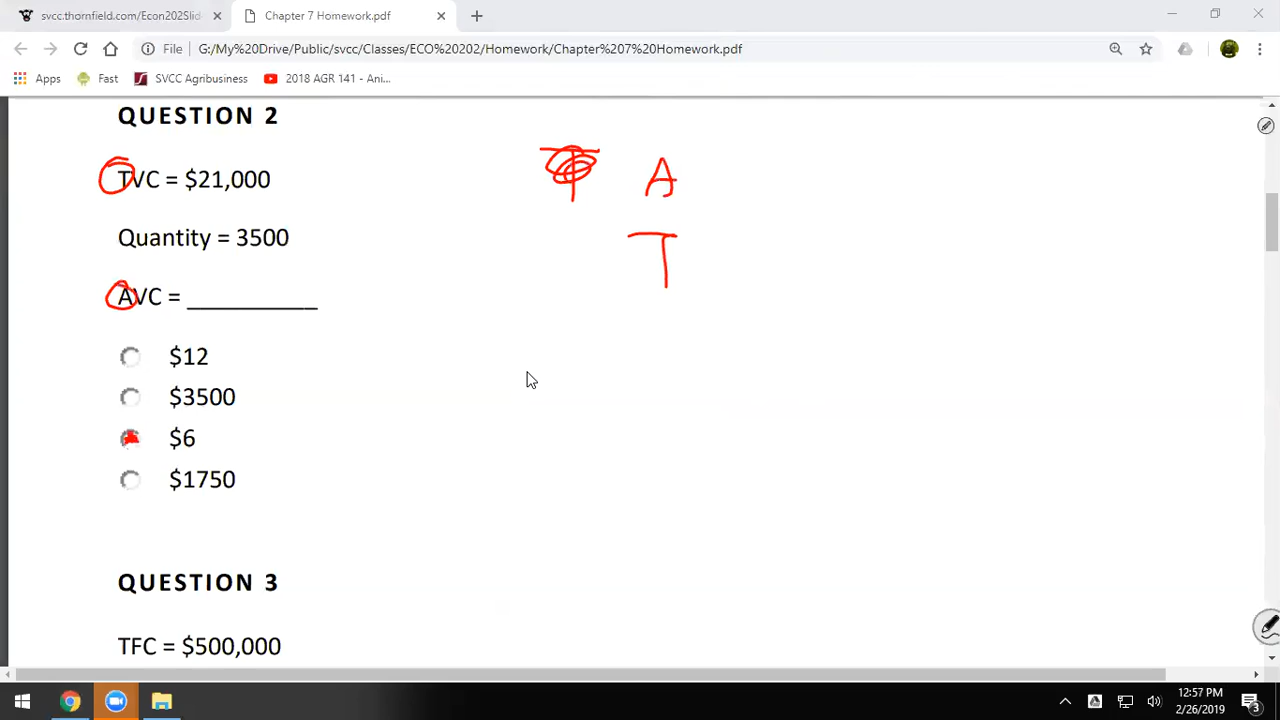 svcc.thornfield.com/Econ202Slid
Chapter 7 Homework.pdf
File
G:/My%20Drive/Public/svcc/Classes/ECO%20202/Homework/Chapter%207%20Homework.pdf
Apps
Fast
SVCC Agribusiness
2018 AGR 141 - Ani...
QUESTION 2
TVC = $21,000
A
Quantity = 3500
T
AVC = __________
$12
$3500
$6
$1750
QUESTION 3
TFC = $500,000
12:57 PM
2/26/2019
3